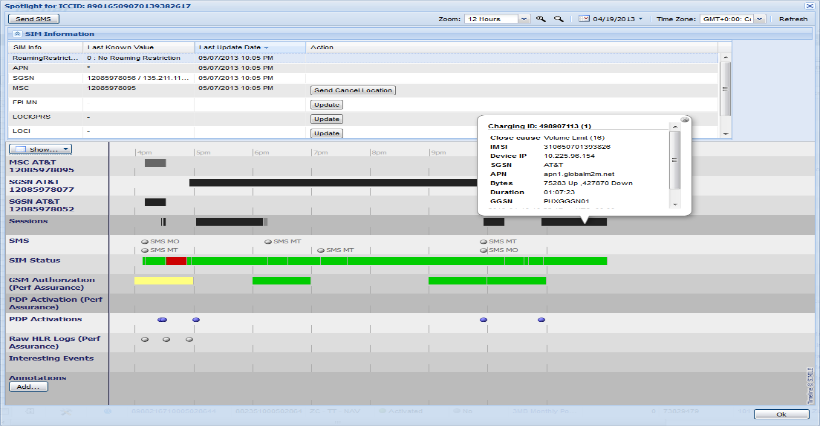 Spotlight for ICCID: 89016509070139382617
Send SMS
Zoom: 12 Hours 04/19/2013 Time Zone: GMT+0:00: Co Refresh
SIM Information
SIM Info Last Known Value Last Update Date Action
RoamingRestrict... 0 : No Roaming Restriction 05/07/2013 10:05 PM
APN - 05/07/2013 10:05 PM
SGSN 12085978056 / 135.211.11... 05/07/2013 10:05 PM
MSC 12085978095 05/07/2013 10:05 PM Send Cancel Location
FPLMN Update
LOCIGPRS - Update
LOCI - Update
Charging ID: 498907113 (1)
Close cause Volume Limit (16)
IMSI 310650701393826
Device IP 10.225.96.154
SGSN AT&T
APN apn1.globalm2m.net
Bytes 75283 Up ,427870 Down
Duration 01:07:23
GGSN PHXGGSN01
Show...
4pm 5pm 6pm 7pm 8pm 9pm
MSC AT&T
12085978095
SGSN AT&T
12085978077
SGSN AT&T
12085978052
Sessions
SMS SMS MO SMS MT SMS MT
SMS MT SMS MT SMS MO
SIM Status
GSM Authorization
(Perf Assurance)
PDP Activation (Perf
Assurance)
PDP Activations
Raw HLR Logs (Perf
Assurance)
Interesting Events
Annotations
Add...
Ok